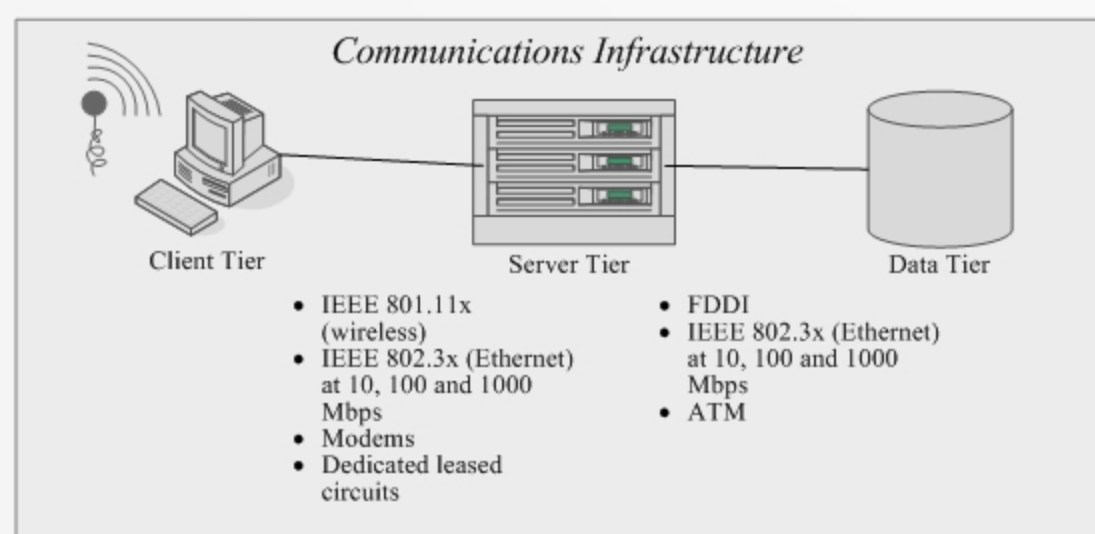 Communications Infrastructure
Client Tier
Server Tier
Data Tier
• IEEE 801.11x
(wireless)
• IEEE 802.3x (Ethernet)
at 10, 100 and 1000
Mbps
• Modems
• Dedicated leased
circuits
• FDDI
• IEEE 802.3x (Ethernet)
at 10, 100 and 1000
Mbps
• ATM